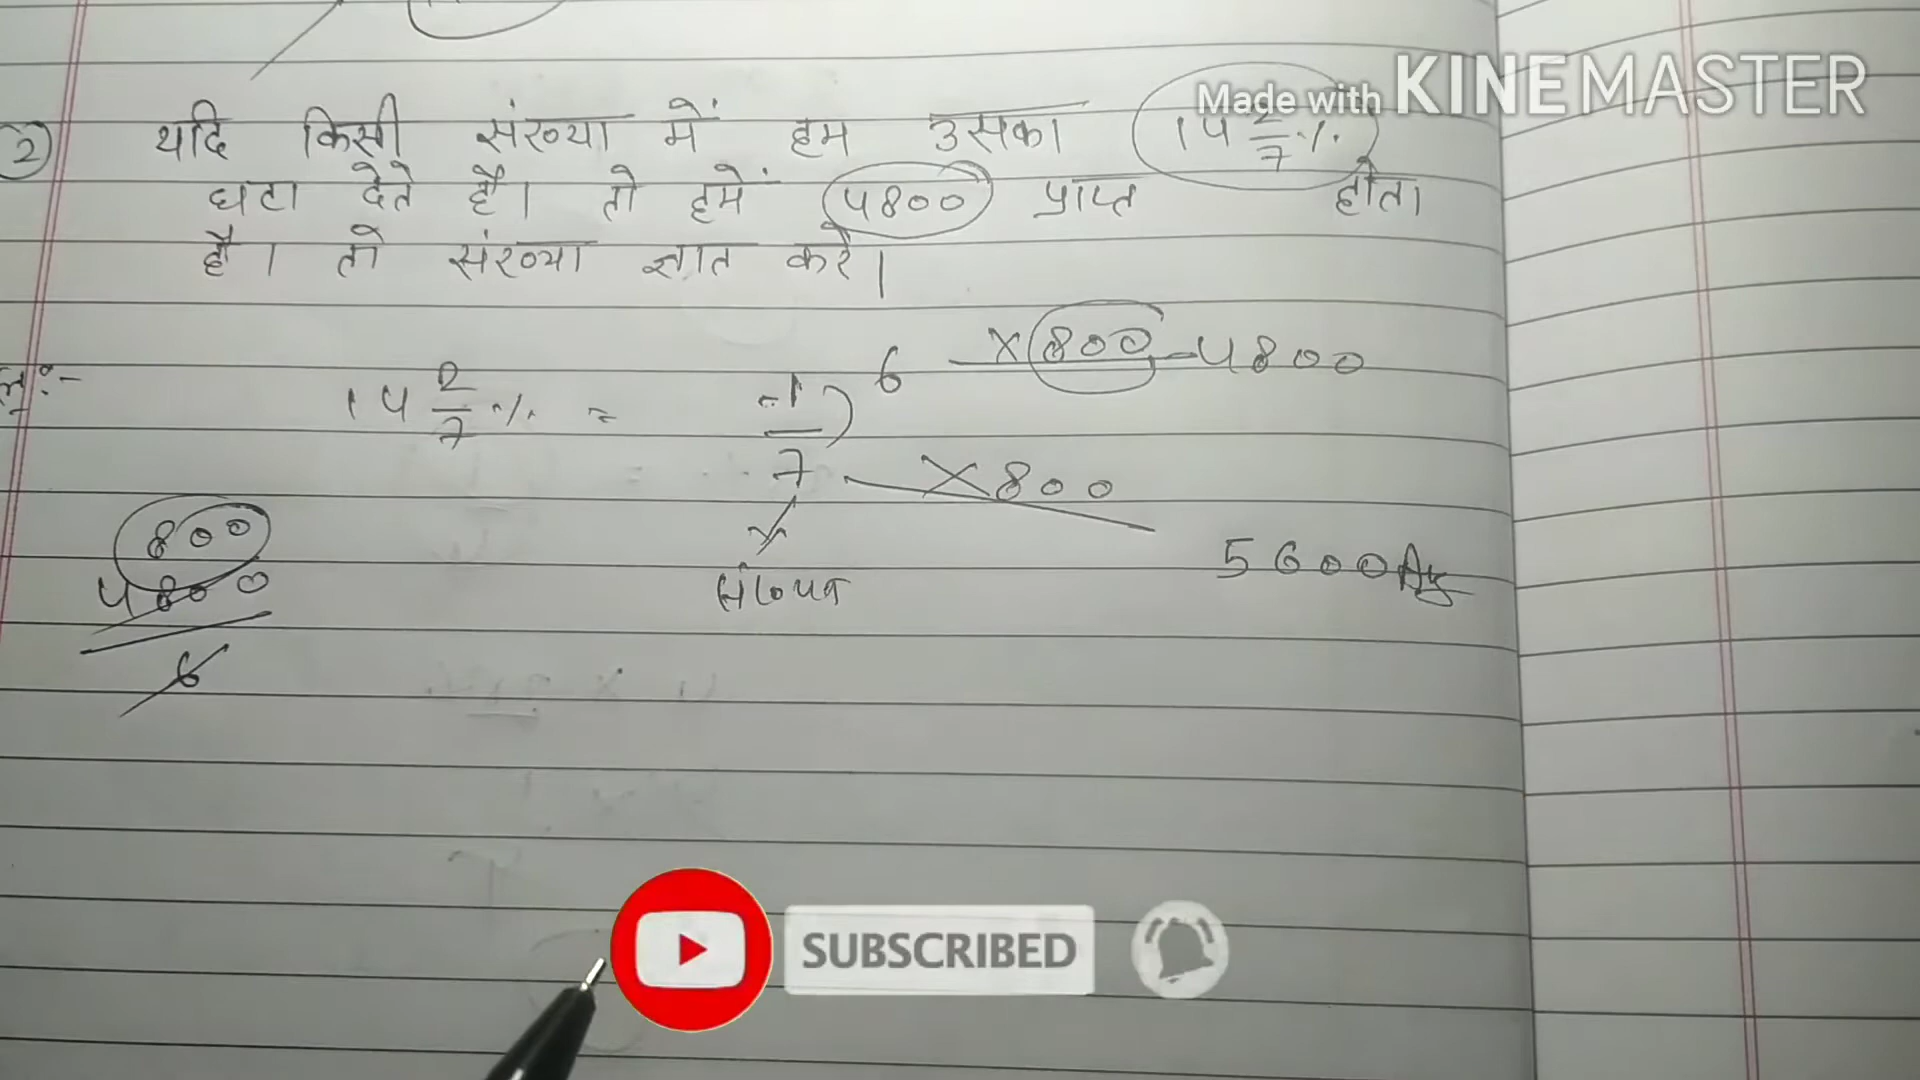 Made with KINEMASTER
2) यदि किसी संख्या में हम उसका 14 2/7 %
घटा देते है। तो हमें 4800 प्राप्त होता
है। तो संख्या ज्ञात करें।
6 × 800 = 4800
14 2/7 % = -1/7
7 × 800
800
4800
6
5600 Ans
SUBSCRIBED